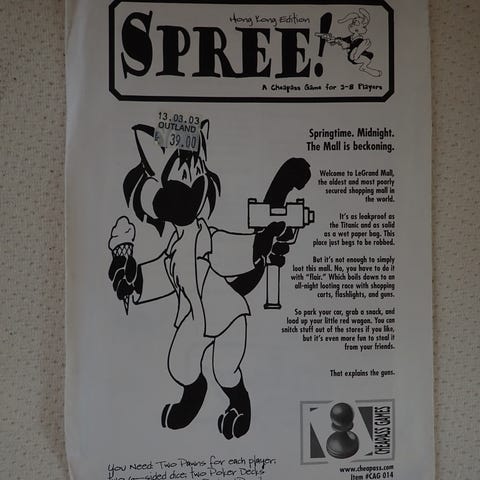 Hong Kong Edition
SPREE!
A Cheapass Game for 3-8 Players
13.03.03
OUTLAND
39.00
Springtime. Midnight.
The Mall is beckoning.
Welcome to LeGrand Mall,
the oldest and most poorly
secured shopping mall in
the world.
It's as leakproof as
the Titanic and as solid
as a wet paper bag. This
place just begs to be robbed.
But it's not enough to simply
loot this mall. No, you have to do it
with "flair." Which boils down to an
all-night looting race with shopping
carts, flashlights, and guns.
So park your car, grab a snack, and
load up your little red wagon. You can
snitch stuff out of the stores if you like,
but it's even more fun to steal it
from your friends.
That explains the guns.
CHEAPASS GAMES
www.cheapass.com
Item #CAG 014
You Need: Two Pawns for each player;
two 6-sided dice; two Poker Decks